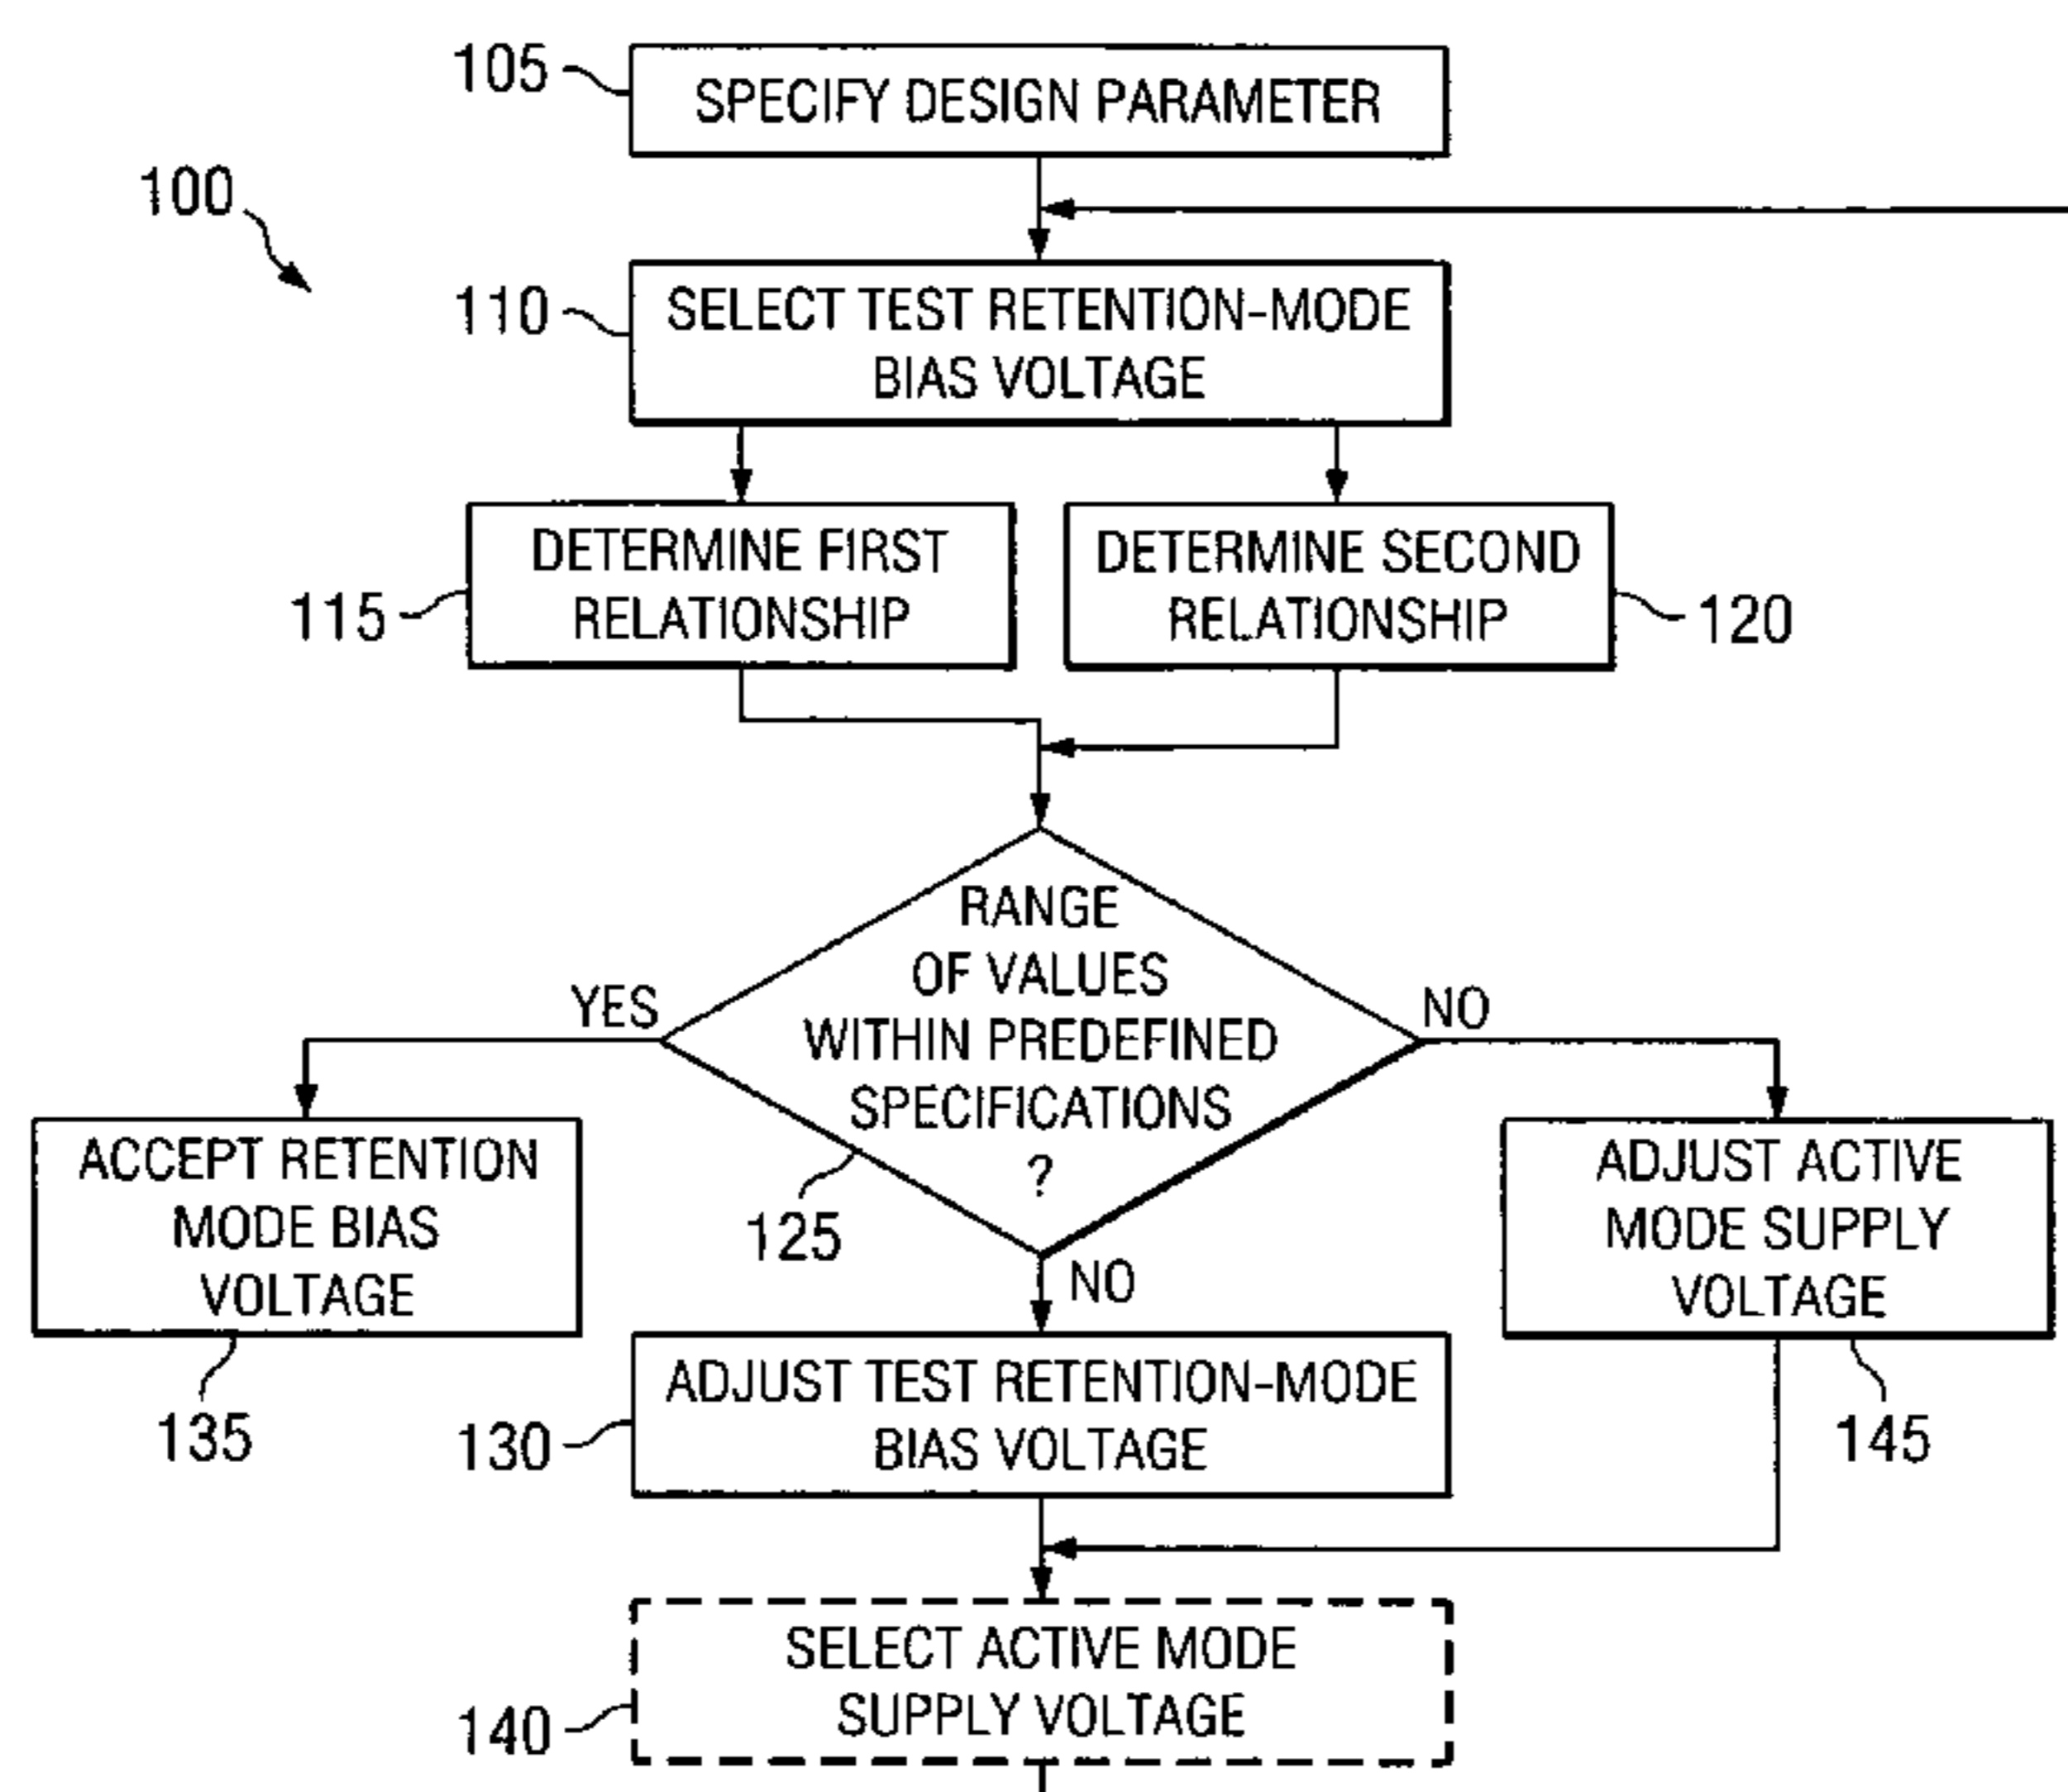 105
SPECIFY DESIGN PARAMETER
100
110
SELECT TEST RETENTION-MODE
BIAS VOLTAGE
DETERMINE FIRST
RELATIONSHIP
115
DETERMINE SECOND
RELATIONSHIP
120
RANGE
OF VALUES
WITHIN PREDEFINED
SPECIFICATIONS
?
YES
NO
125
NO
ACCEPT RETENTION
MODE BIAS
VOLTAGE
135
ADJUST ACTIVE
MODE SUPPLY
VOLTAGE
145
130
ADJUST TEST RETENTION-MODE
BIAS VOLTAGE
140
SELECT ACTIVE MODE
SUPPLY VOLTAGE